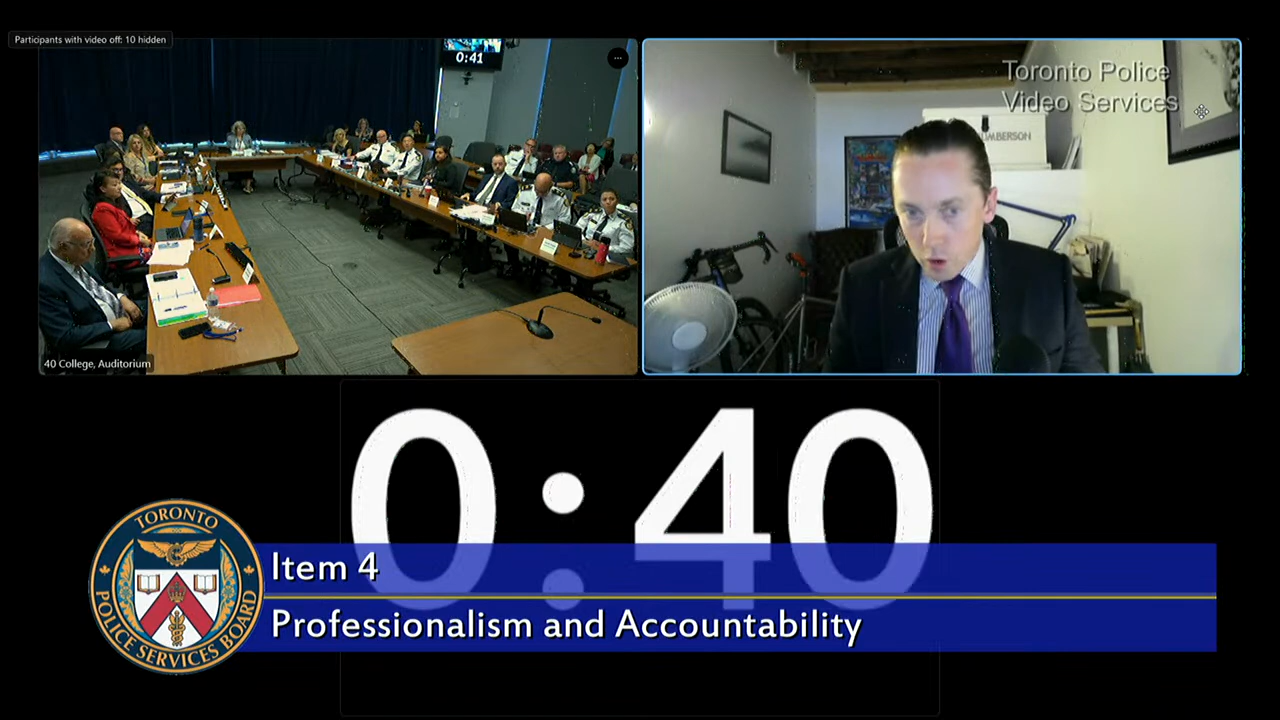 Participants with video off: 10 hidden
0:41
Toronto Police
Video Services
UMBERSON
40 College, Auditorium
0:40
Item 4
Professionalism and Accountability
TORONTO
POLICE SERVICES BOARD